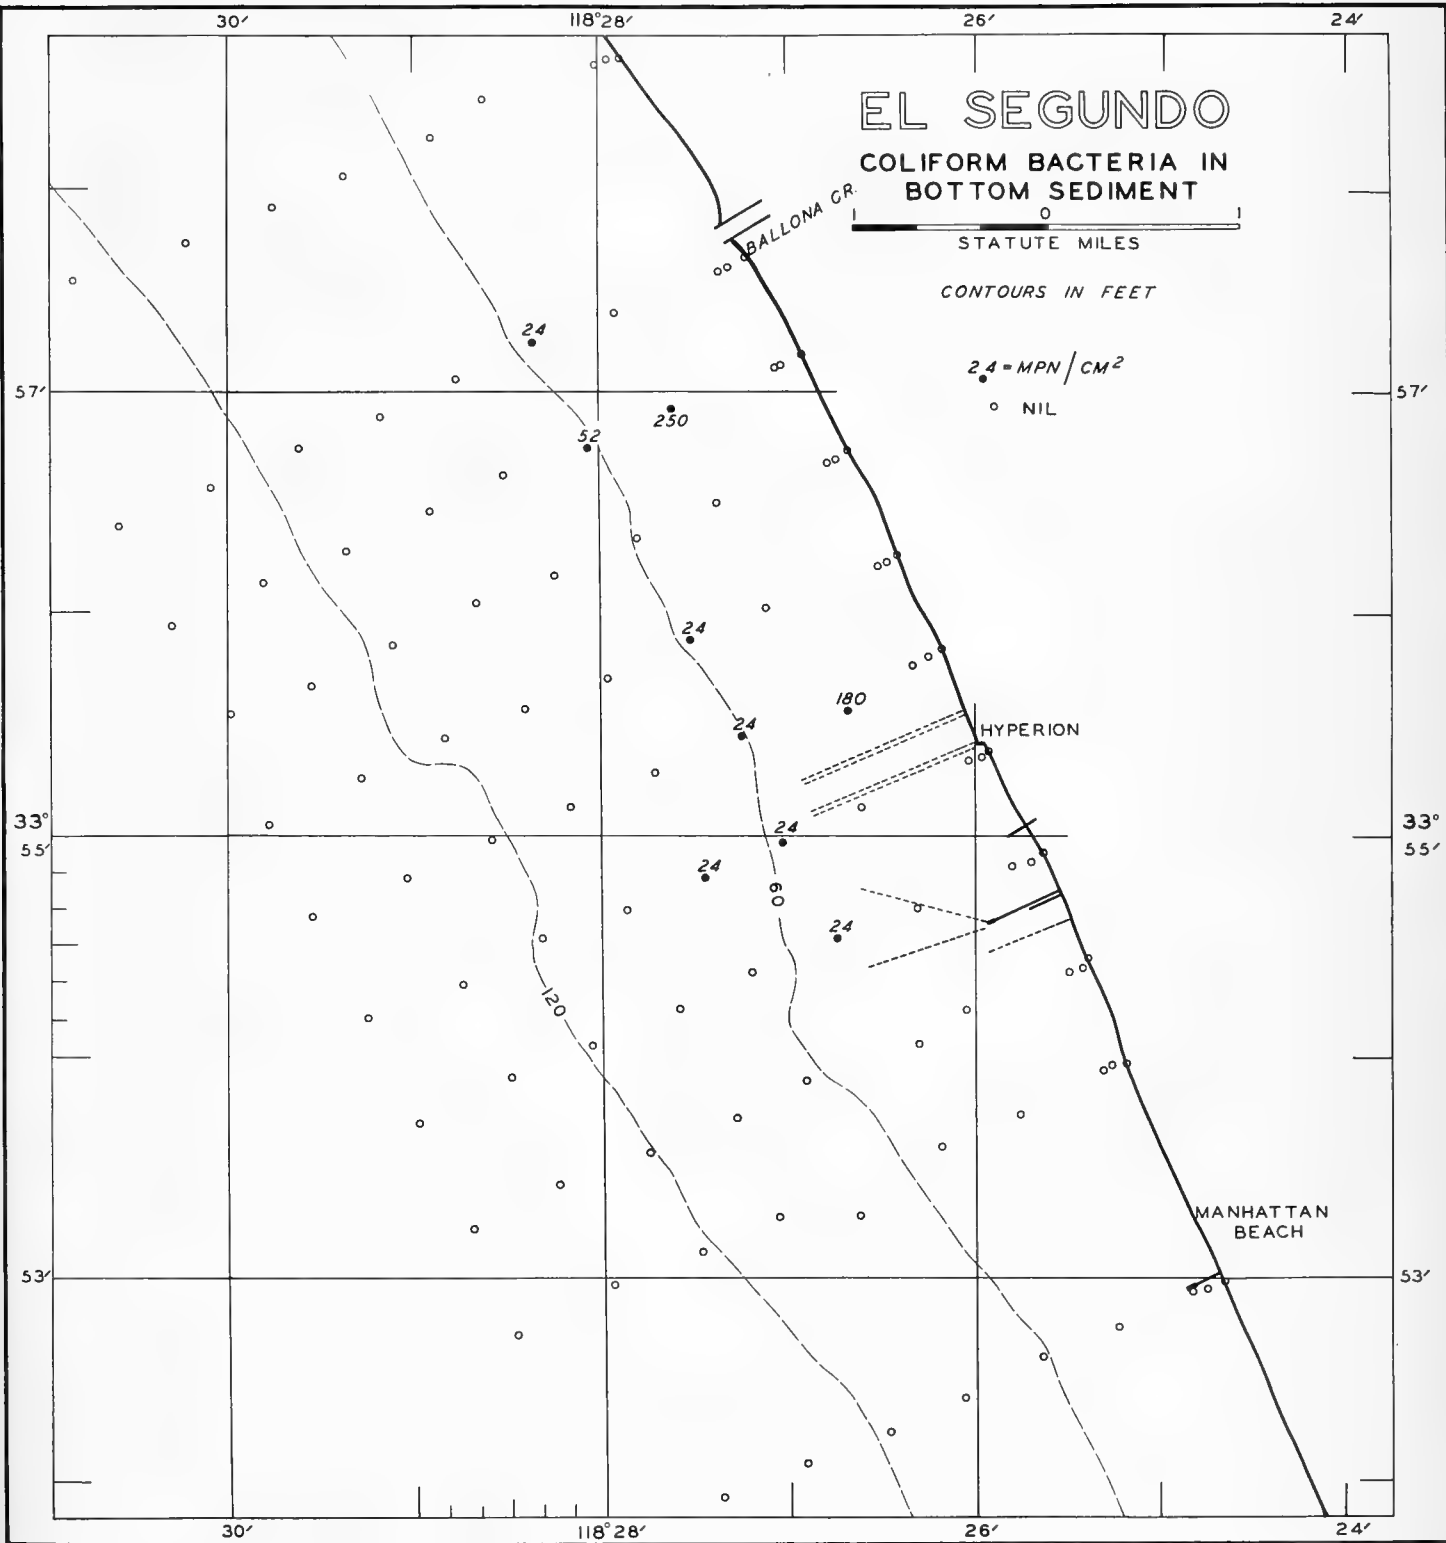 30′ 118°28′ 26′ 24′
EL SEGUNDO
COLIFORM BACTERIA IN
BOTTOM SEDIMENT
1 0 1
STATUTE MILES
CONTOURS IN FEET
24 = MPN / CM²
NIL
BALLONA CR.
24
57′ 57′
250
52
24
180
24
HYPERION
33° 33°
55′ 55′
24
24
60
24
120
MANHATTAN
BEACH
53′ 53′
30′ 118°28′ 26′ 24′